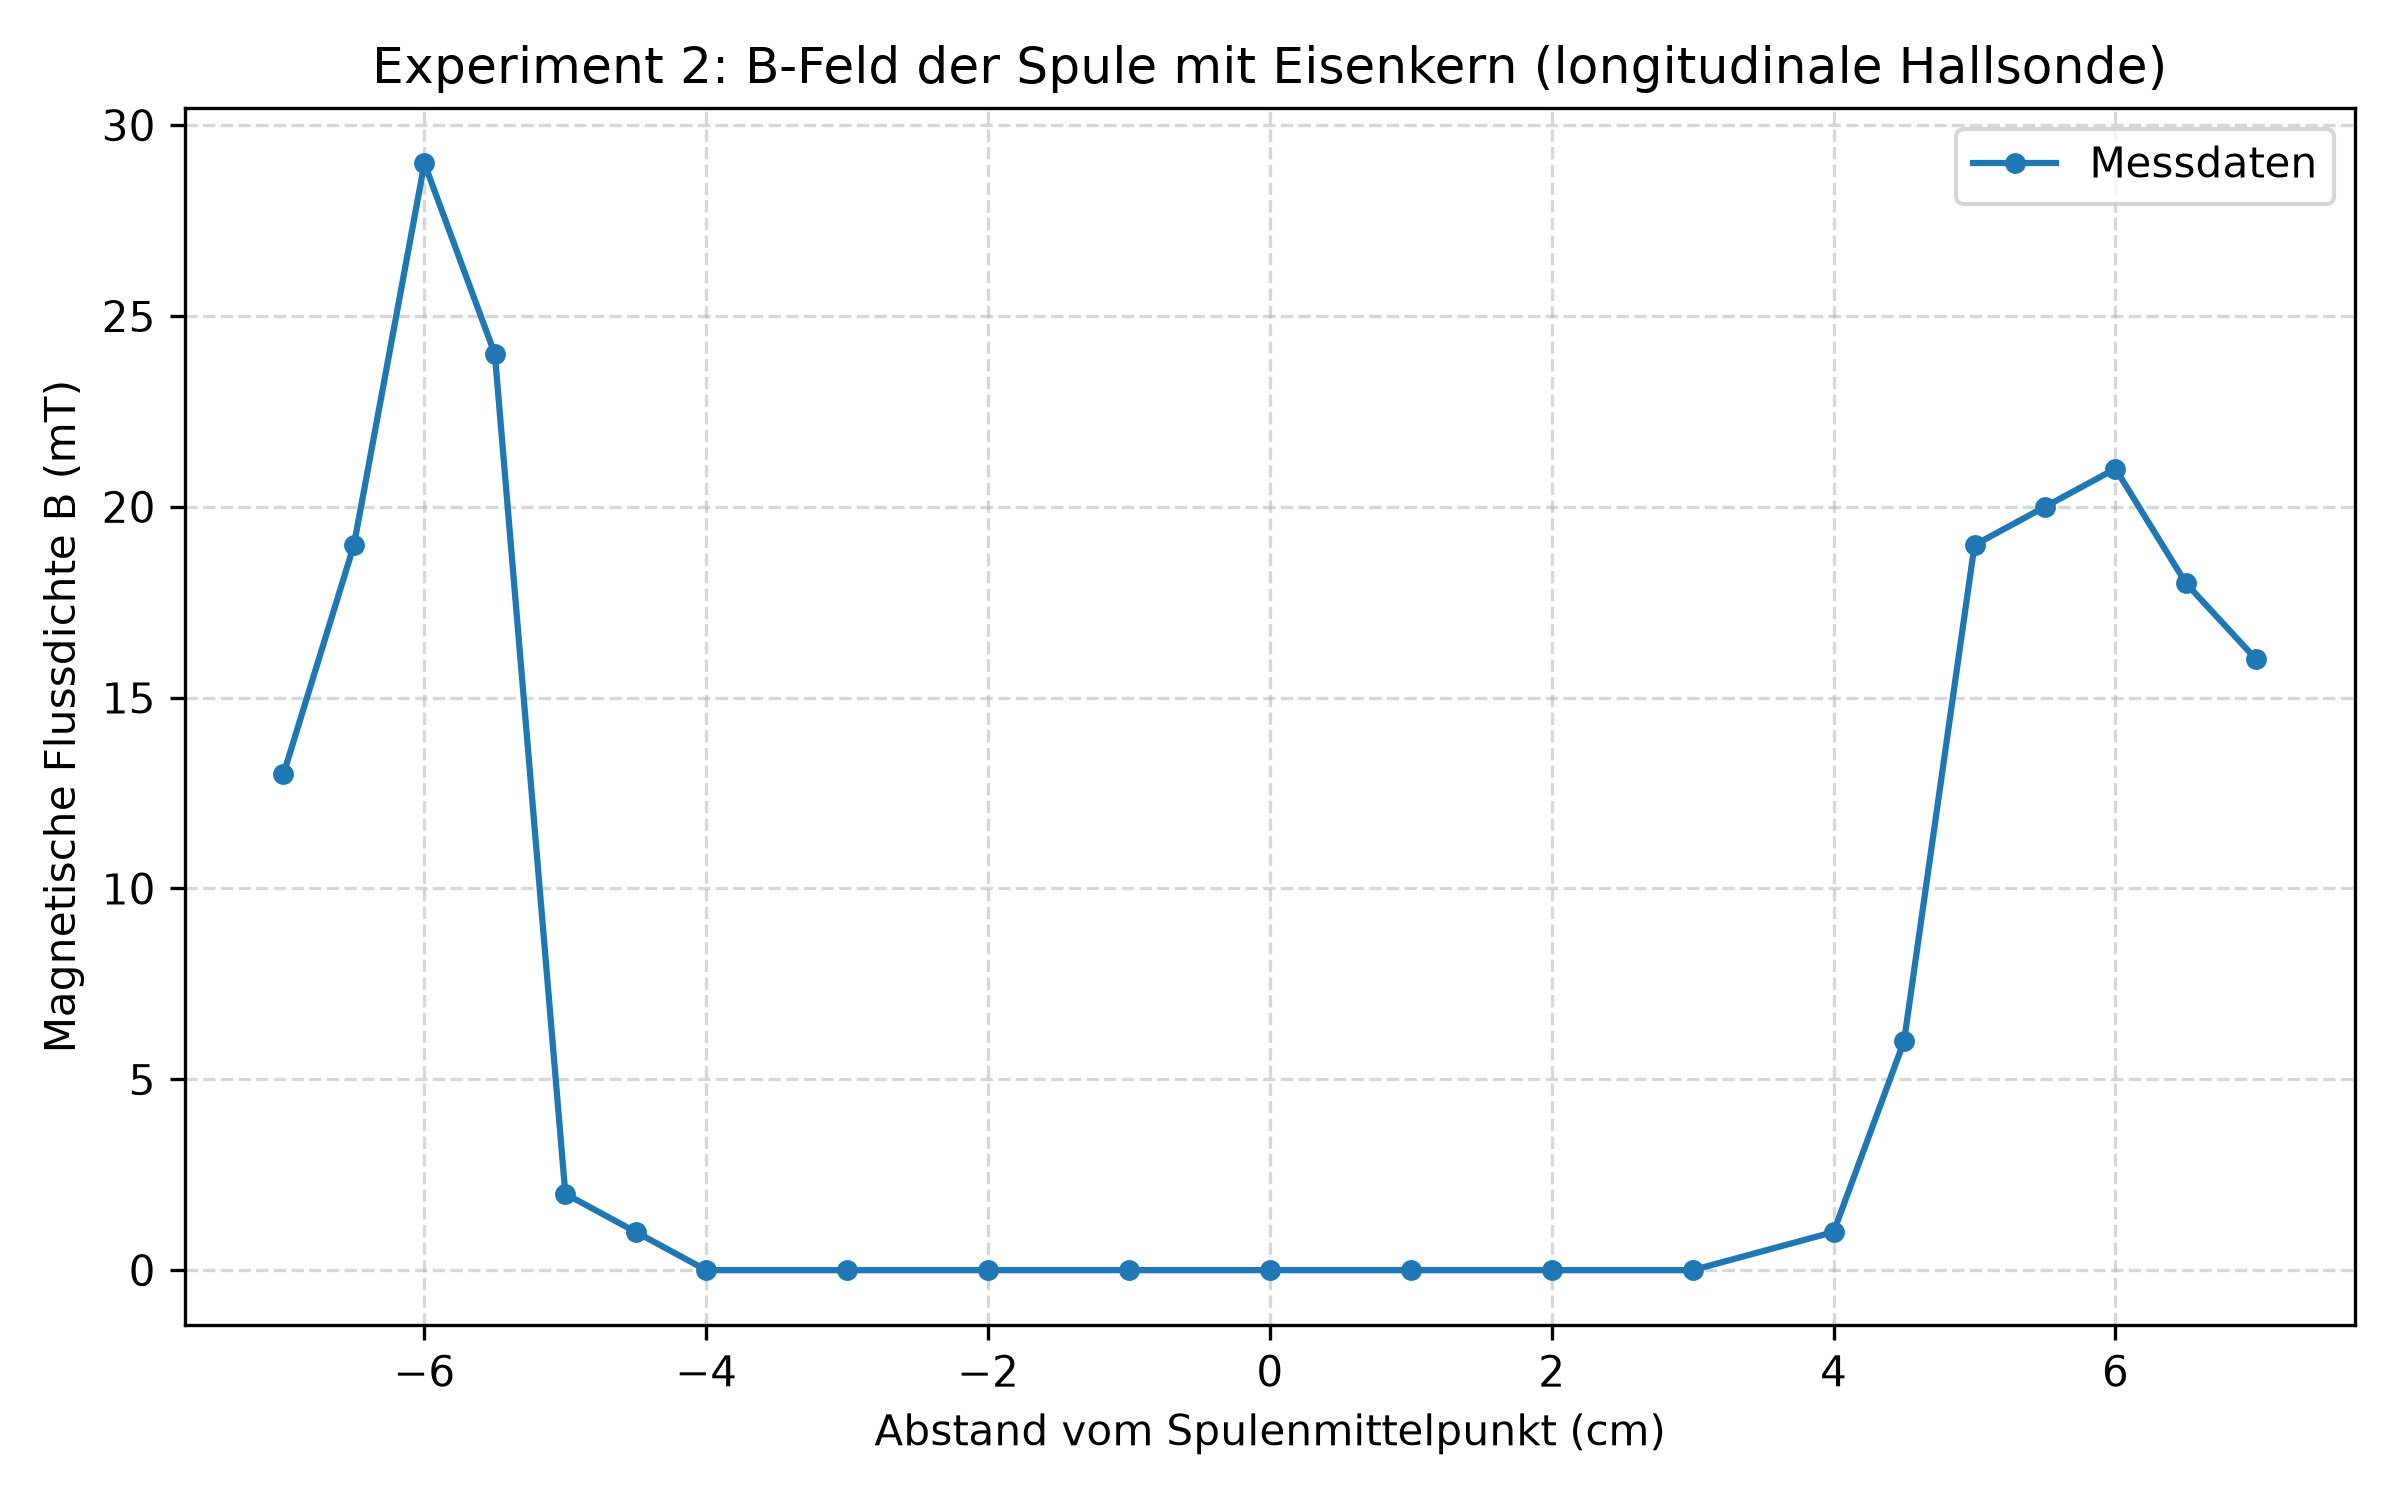 Experiment 2: B-Feld der Spule mit Eisenkern (longitudinale Hallsonde)
Messdaten
Magnetische Flussdichte B (mT)
30
25
20
15
10
5
0
−6 −4 −2 0 2 4 6
Abstand vom Spulenmittelpunkt (cm)